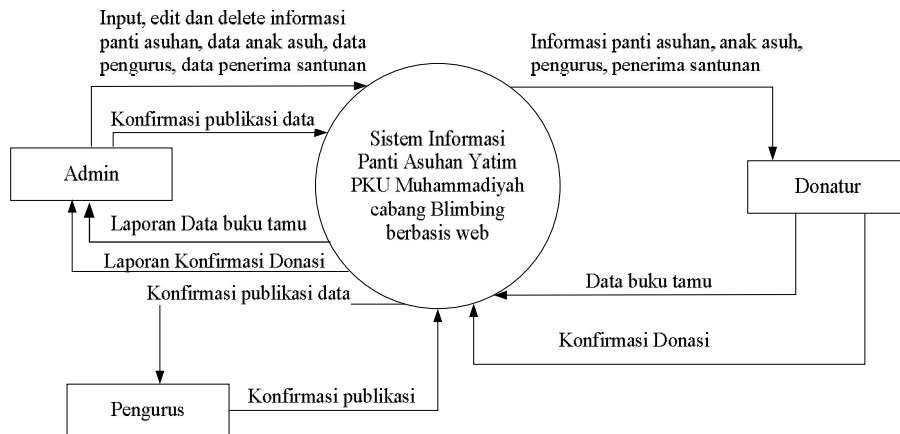 Input, edit dan delete informasi
panti asuhan, data anak asuh, data
pengurus, data penerima santunan
Informasi panti asuhan, anak asuh,
pengurus, penerima santunan
Konfirmasi publikasi data
Sistem Informasi
Panti Asuhan Yatim
PKU Muhammadiyah
cabang Blimbing
berbasis web
Admin
Donatur
Laporan Data buku tamu
Laporan Konfirmasi Donasi
Konfirmasi publikasi data
Data buku tamu
Konfirmasi Donasi
Konfirmasi publikasi
Pengurus